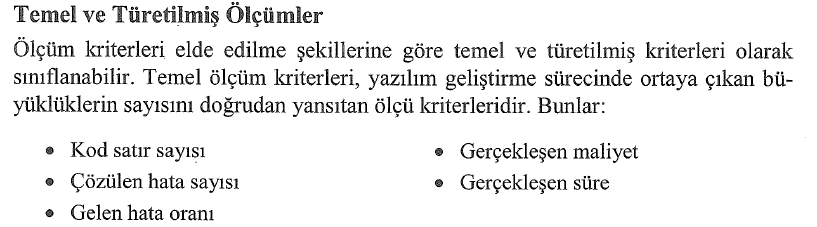 Temel ve Türetilmiş Ölçümler
Ölçüm kriterleri elde edilme şekillerine göre temel ve türetilmiş kriterleri olarak
sınıflanabilir. Temel ölçüm kriterleri, yazılım geliştirme sürecinde ortaya çıkan bü-
yüklüklerin sayısını doğrudan yansıtan ölçü kriterleridir. Bunlar:
• Kod satır sayısı
• Çözülen hata sayısı
• Gelen hata oranı
• Gerçekleşen maliyet
• Gerçekleşen süre